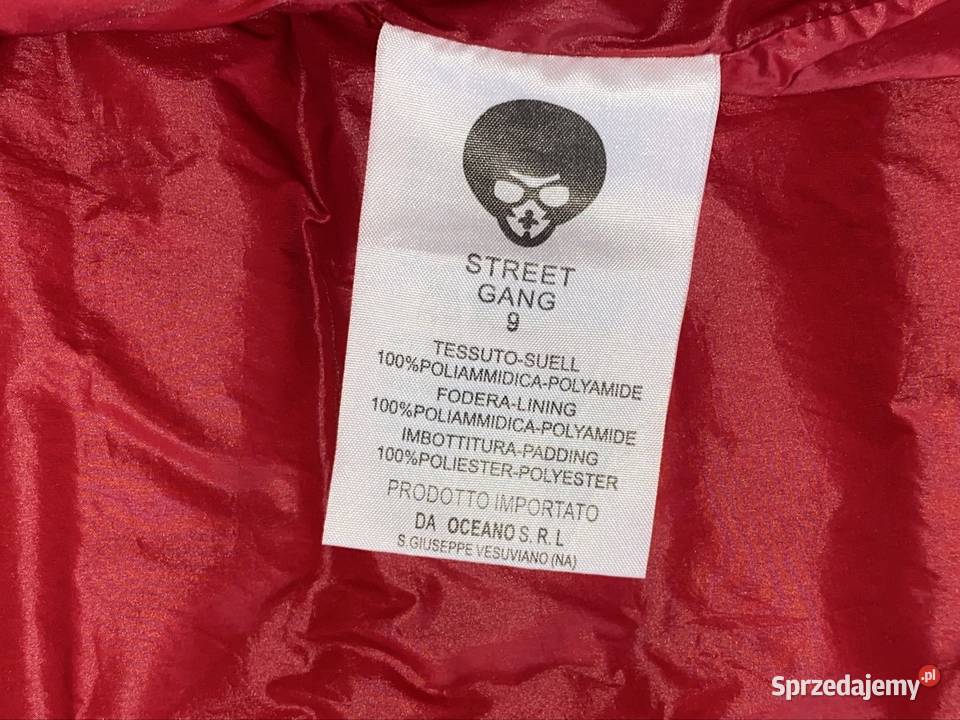 STREET
GANG
9
TESSUTO-SUELL
100%POLIAMMIDICA-POLYAMIDE
FODERA-LINING
100%POLIAMMIDICA-POLYAMIDE
IMBOTTITURA-PADDING
100%POLIESTER-POLYESTER
PRODOTTO IMPORTATO
DA OCEANO S. R. L
S.GIUSEPPE VESUVIANO (NA)
Sprzedajemy.pl